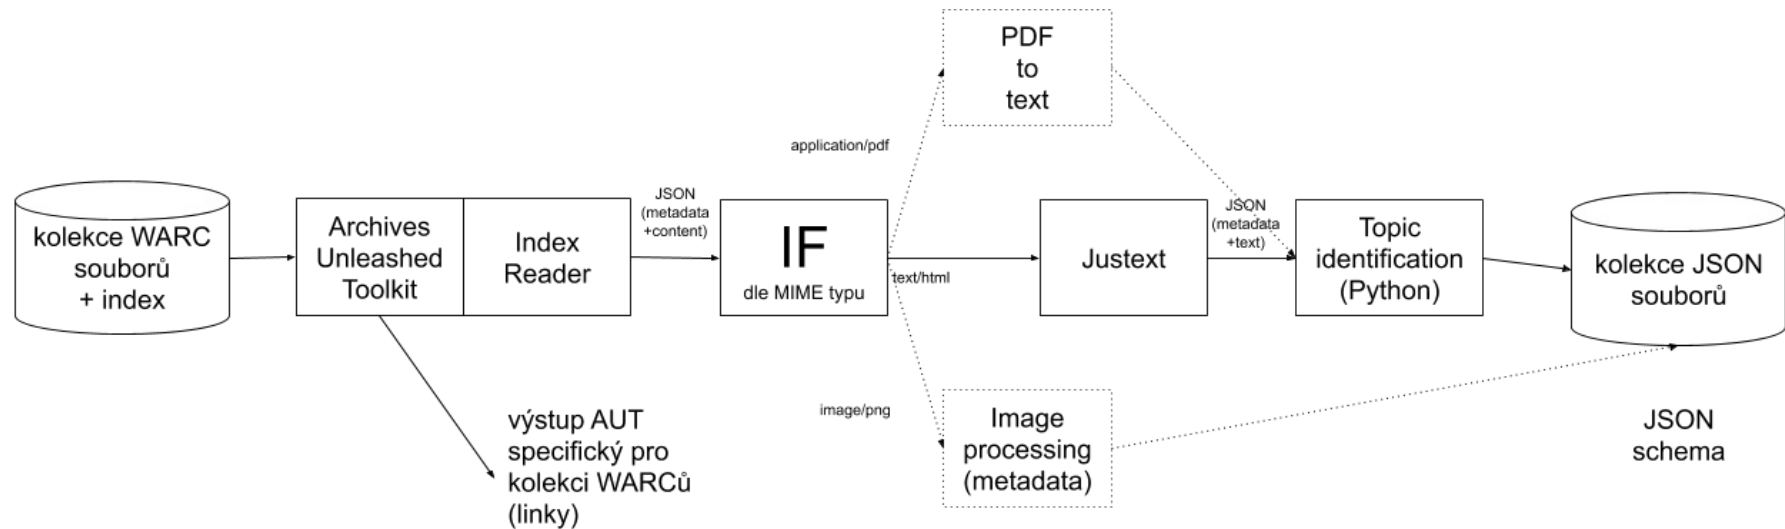 PDF
to
text
application/pdf
kolekce WARC
souborů
+ index
Archives
Unleashed
Toolkit
Index
Reader
JSON
(metadata
+content)
IF
dle MIME typu
text/html
Justext
JSON
(metadata
+text)
Topic
identification
(Python)
kolekce JSON
souborů
image/png
výstup AUT
specifický pro
kolekci WARCů
(linky)
Image
processing
(metadata)
JSON
schema